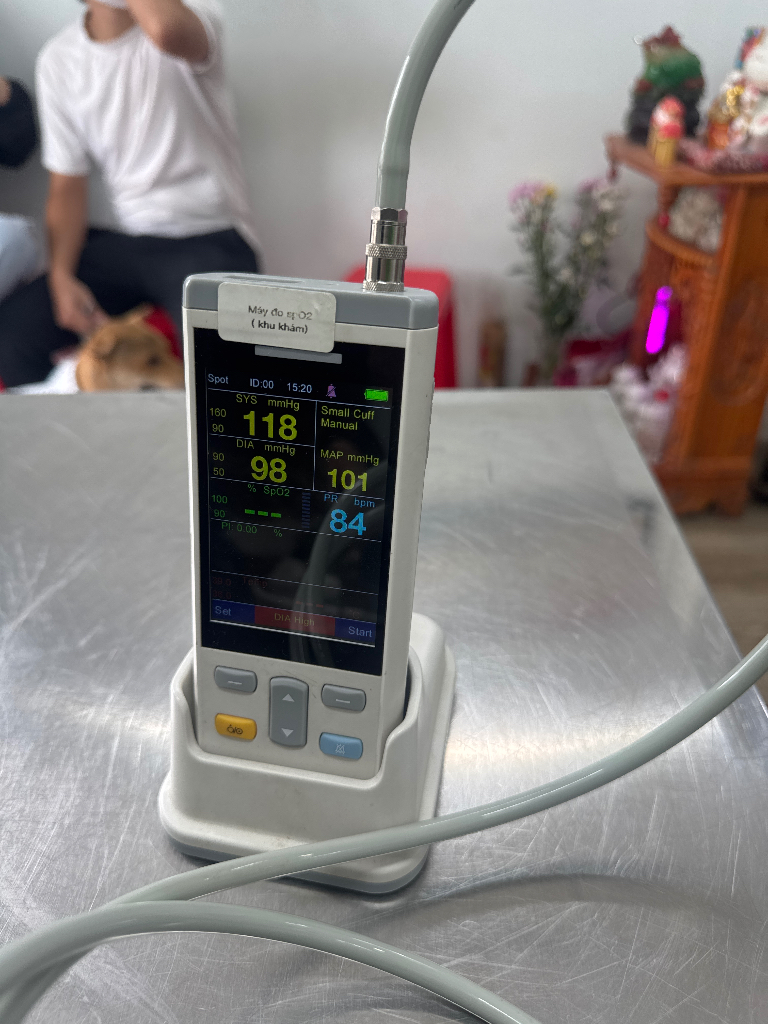 Máy đo spO2
( khu khám)
Spot ID:00 15:20
SYS mmHg
160
90
118
Small Cuff
Manual
DIA mmHg
90
50
98
MAP mmHg
101
% SpO2
100
90
---
PR bpm
84
PI: 0.00 %
Set DIA High Start